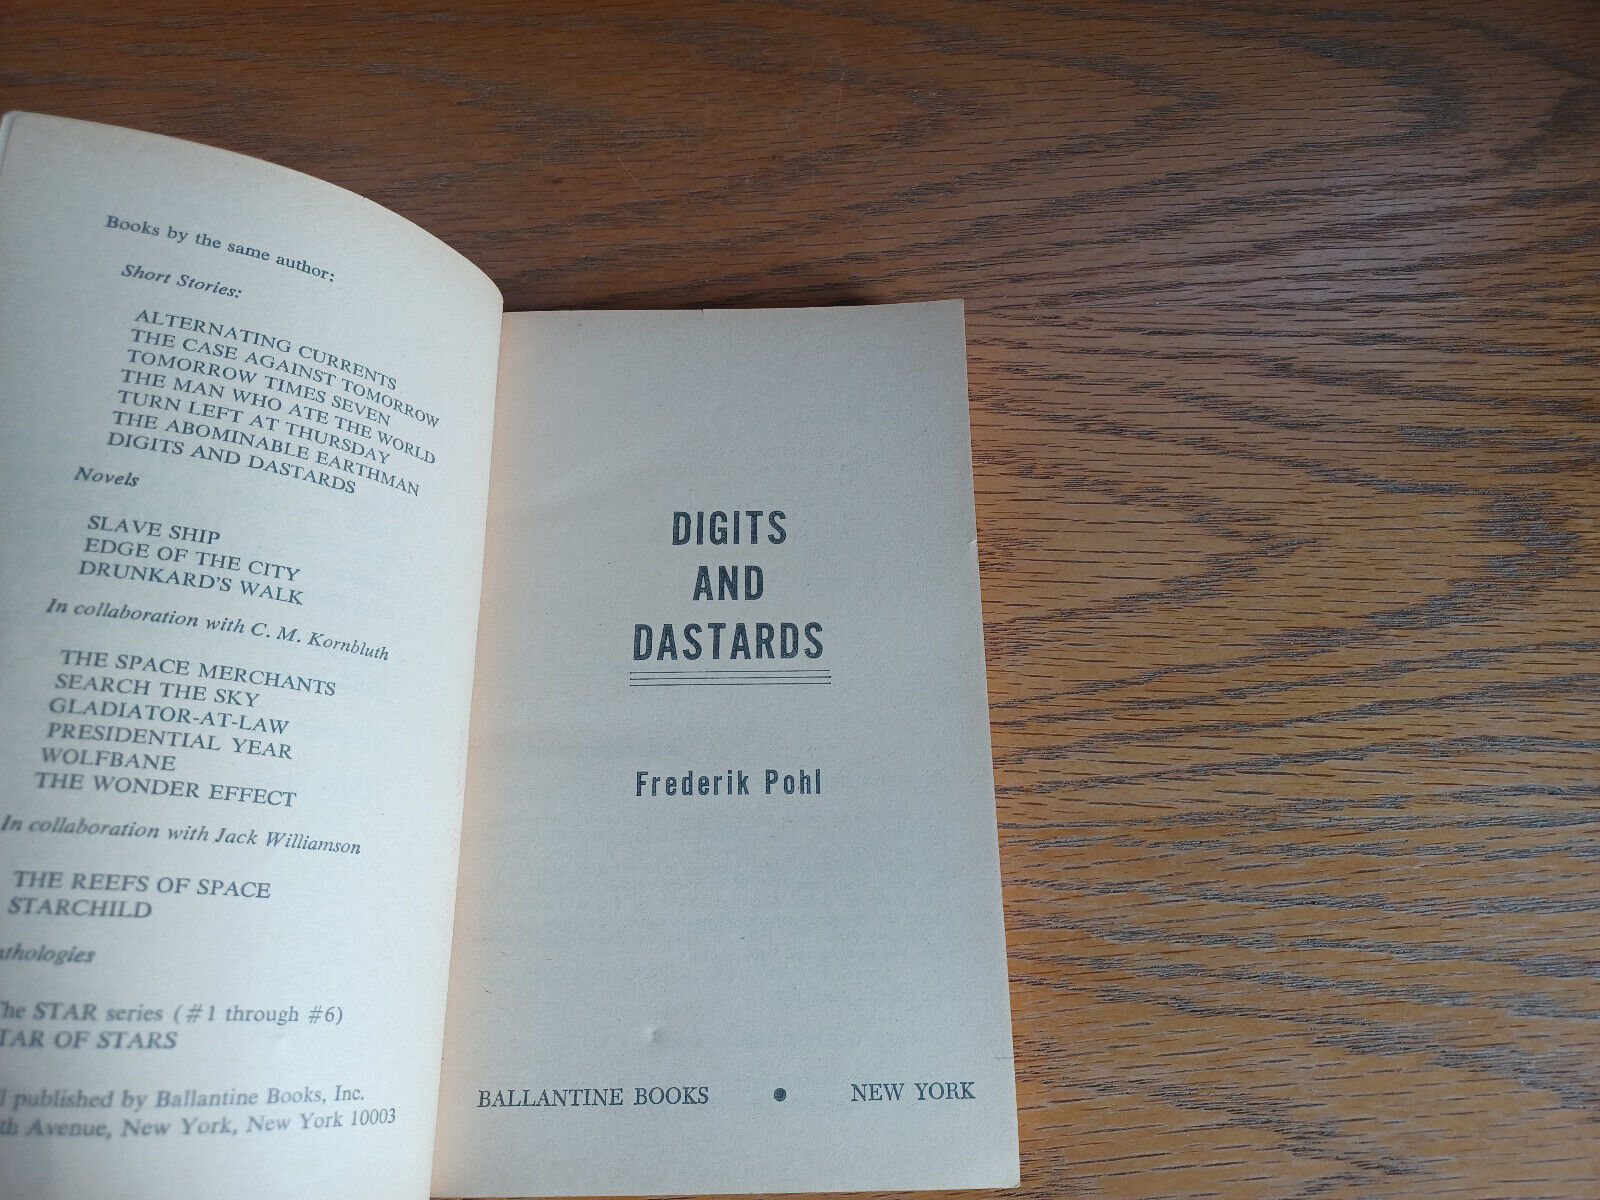 Books by the same author:
Short Stories:
ALTERNATING CURRENTS
THE CASE AGAINST TOMORROW
TOMORROW TIMES SEVEN
THE MAN WHO ATE THE WORLD
TURN LEFT AT THURSDAY
THE ABOMINABLE EARTHMAN
DIGITS AND DASTARDS
Novels
SLAVE SHIP
EDGE OF THE CITY
DRUNKARD'S WALK
In collaboration with C. M. Kornbluth
THE SPACE MERCHANTS
SEARCH THE SKY
GLADIATOR-AT-LAW
PRESIDENTIAL YEAR
WOLFBANE
THE WONDER EFFECT
In collaboration with Jack Williamson
THE REEFS OF SPACE
STARCHILD
STAR series (#1 through #6)
OF STARS
published by Ballantine Books, Inc.
Avenue, New York, New York 10003
DIGITS
AND
DASTARDS
Frederik Pohl
BALLANTINE BOOKS • NEW YORK